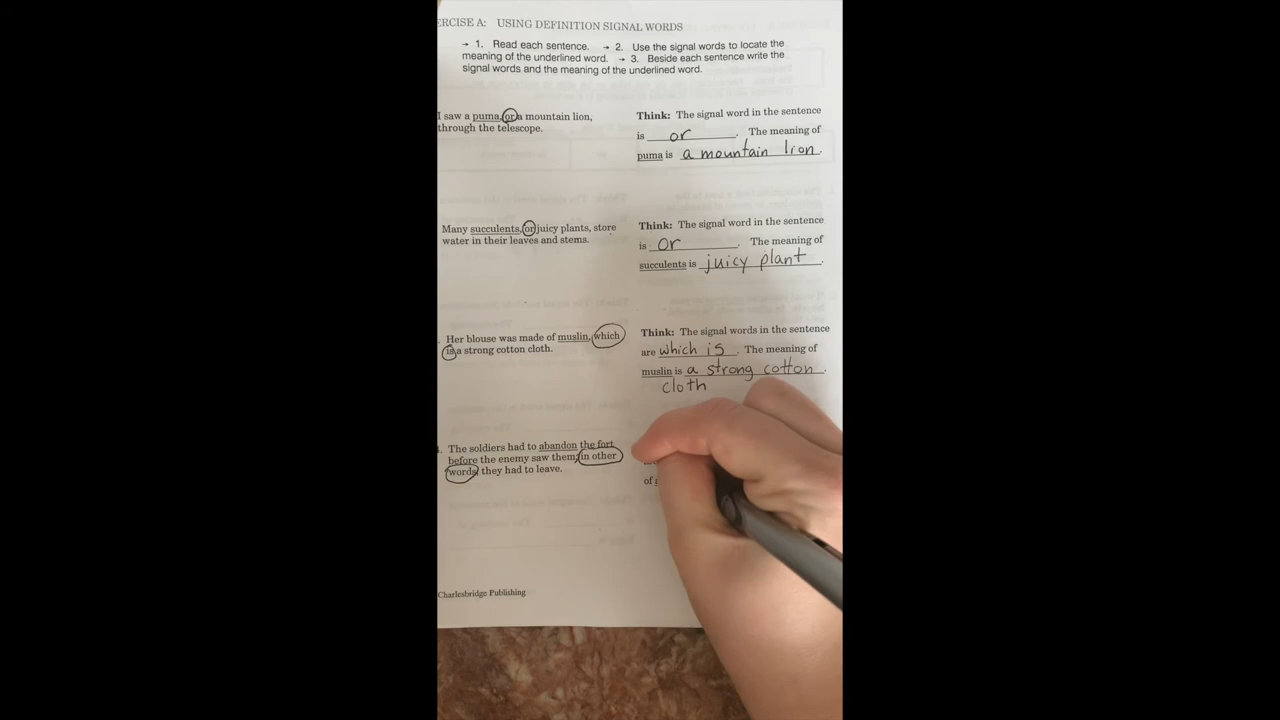 ERCISE A: USING DEFINITION SIGNAL WORDS
→ 1. Read each sentence. → 2. Use the signal words to locate the
meaning of the underlined word. → 3. Beside each sentence write the
signal words and the meaning of the underlined word.
I saw a puma, or a mountain lion,
through the telescope.
Think: The signal word in the sentence
is or. The meaning of
puma is a mountain lion.
Many succulents, or juicy plants, store
water in their leaves and stems.
Think: The signal word in the sentence
is or. The meaning of
succulents is juicy plant.
. Her blouse was made of muslin, which
is a strong cotton cloth.
Think: The signal words in the sentence
are which is. The meaning of
muslin is a strong cotton.
cloth
. The soldiers had to abandon the fort
before the enemy saw them; in other
words, they had to leave.
of
Charlesbridge Publishing